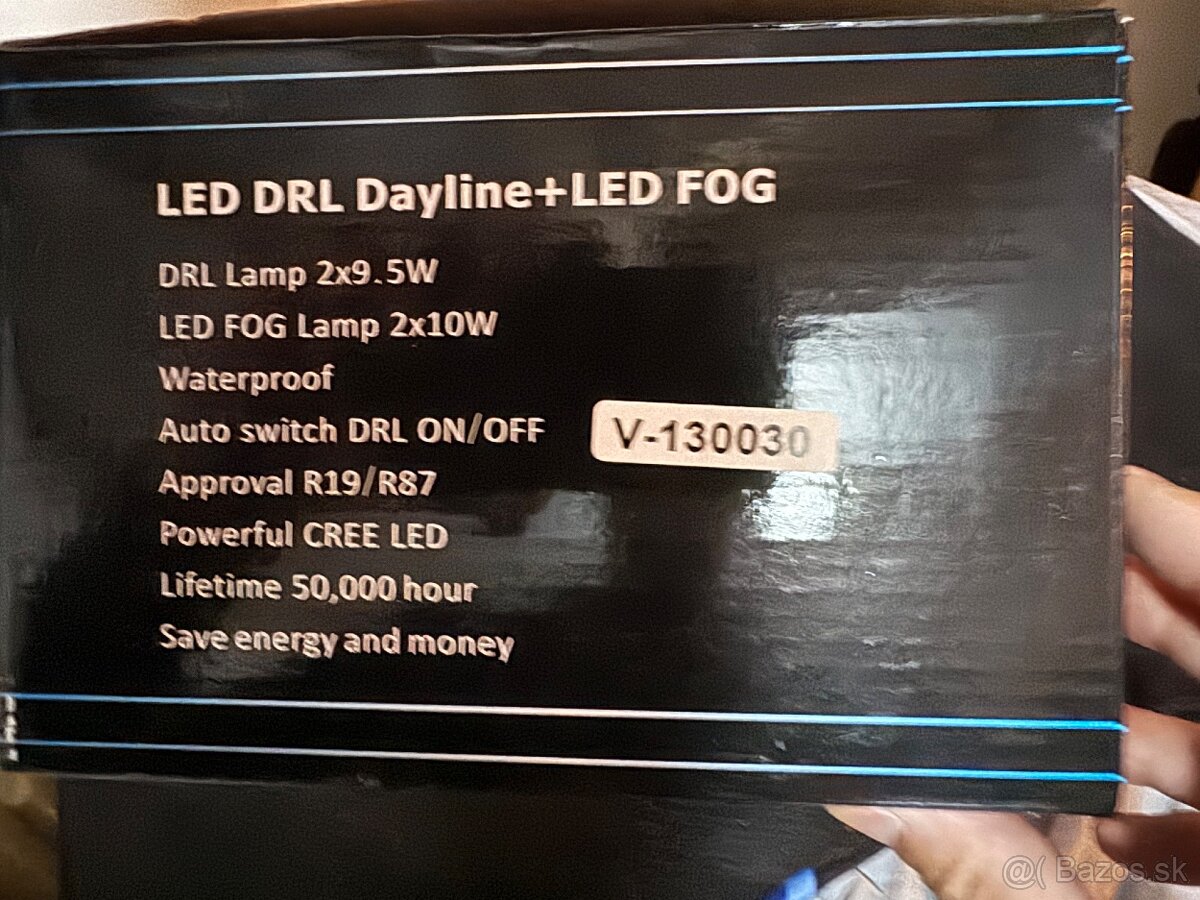 LED DRL Dayline+LED FOG
DRL Lamp 2x9.5W
LED FOG Lamp 2x10W
Waterproof
Auto switch DRL ON/OFF
V-130030
Approval R19/R87
Powerful CREE LED
Lifetime 50,000 hour
Save energy and money
@( Bazos.sk